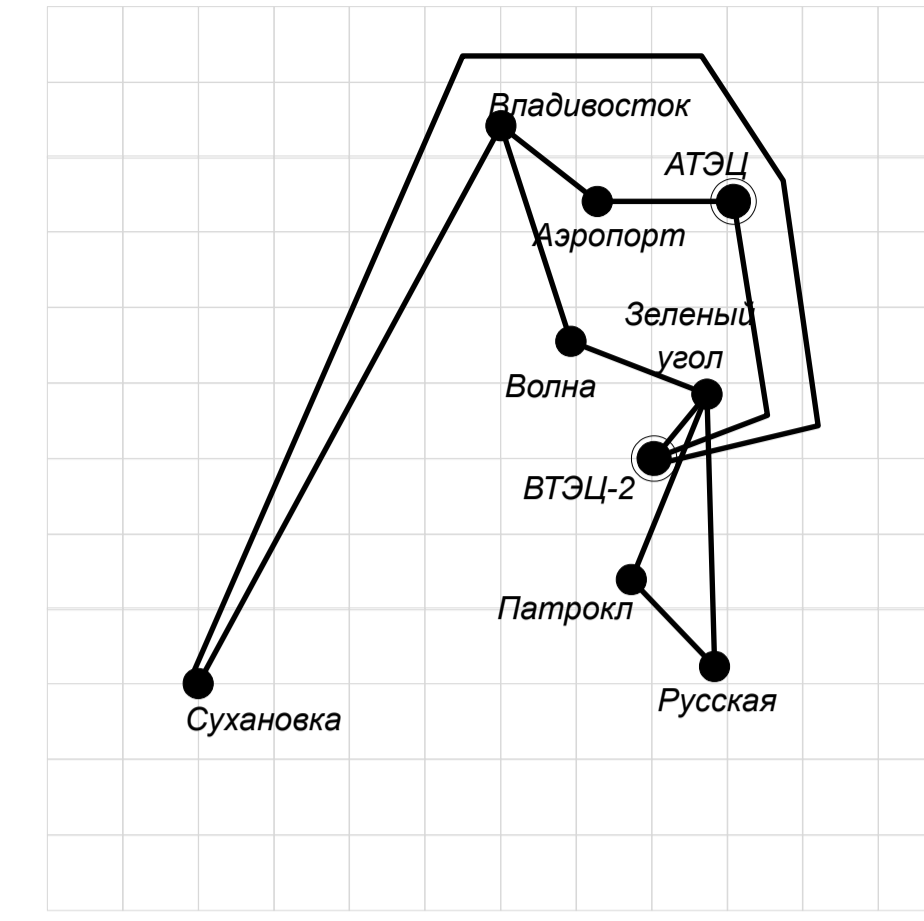 Владивосток
АТЭЦ
Аэропорт
Зеленый
угол
Волна
ВТЭЦ-2
Патрокл
Русская
Сухановка